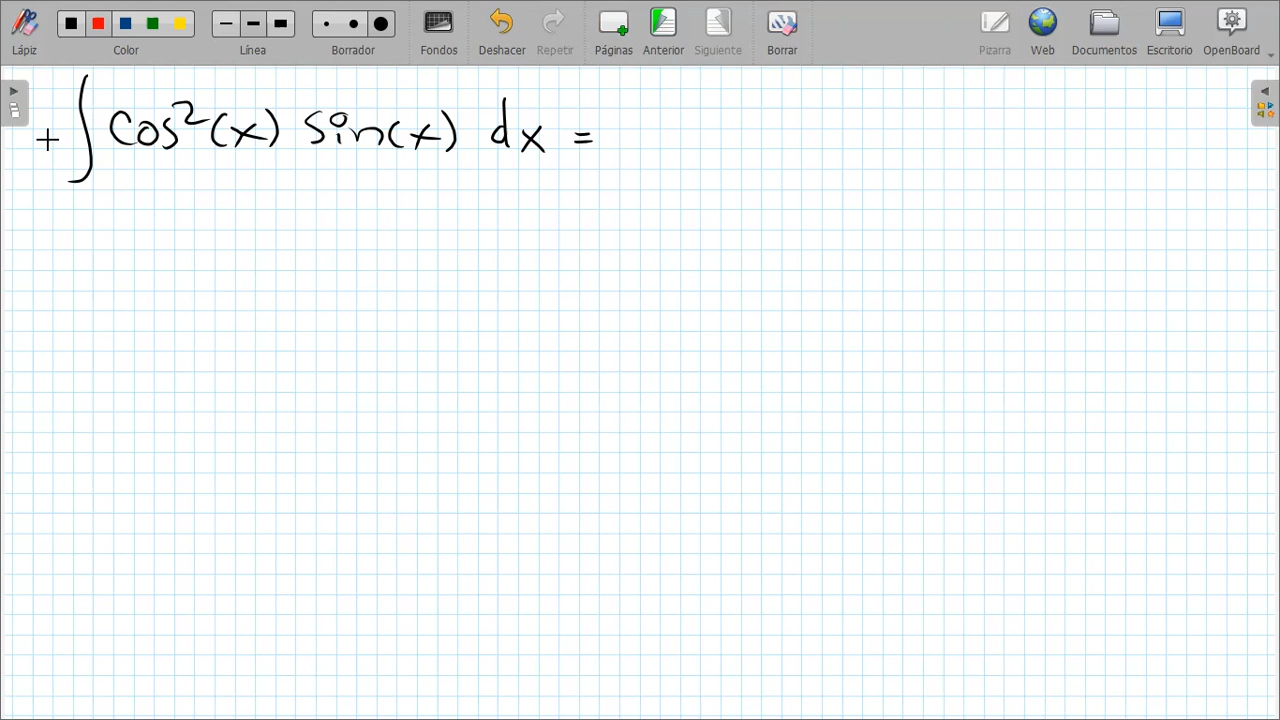 Lápiz Color Línea Borrador Fondos Deshacer Repetir Páginas Anterior Siguiente Borrar Pizarra Web Documentos Escritorio OpenBoard
+ ∫ Cos²(x) sin(x) dx =